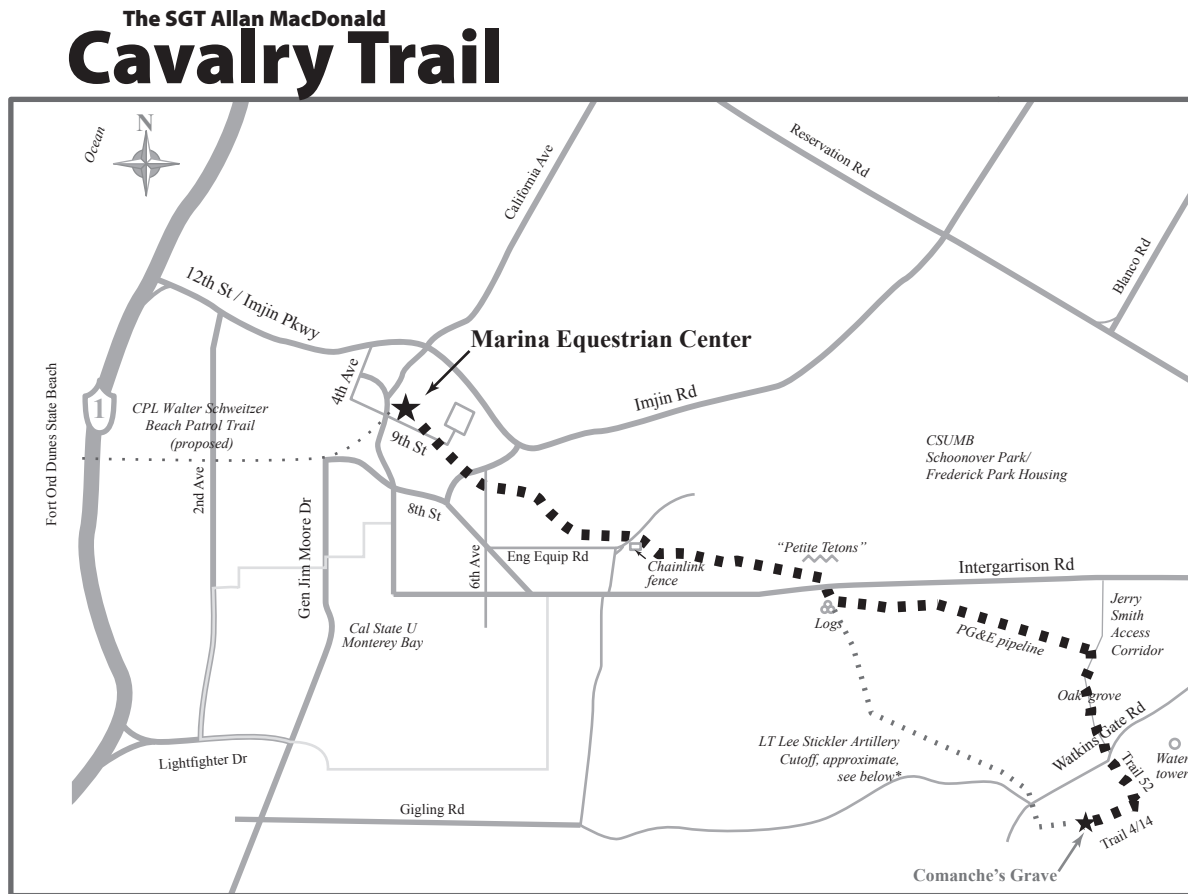 The SGT Allan MacDonald
Cavalry Trail
N
Ocean
Reservation Rd
California Ave
Blanco Rd
12th St / Imjin Pkwy
Marina Equestrian Center
4th Ave
Imjin Rd
1
Fort Ord Dunes State Beach
CPL Walter Schweitzer
Beach Patrol Trail
(proposed)
9th St
CSUMB
Schoonover Park/
Frederick Park Housing
2nd Ave
Gen Jim Moore Dr
8th St
6th Ave
Eng Equip Rd
Chainlink
fence
"Petite Tetons"
Intergarrison Rd
Logs
PG&E pipeline
Jerry
Smith
Access
Corridor
Cal State U
Monterey Bay
Oak grove
Watkins Gate Rd
LT Lee Stickler Artillery
Cutoff, approximate,
see below*
Water
tower
Trail 52
Lightfighter Dr
Gigling Rd
Trail 4/14
Comanche's Grave